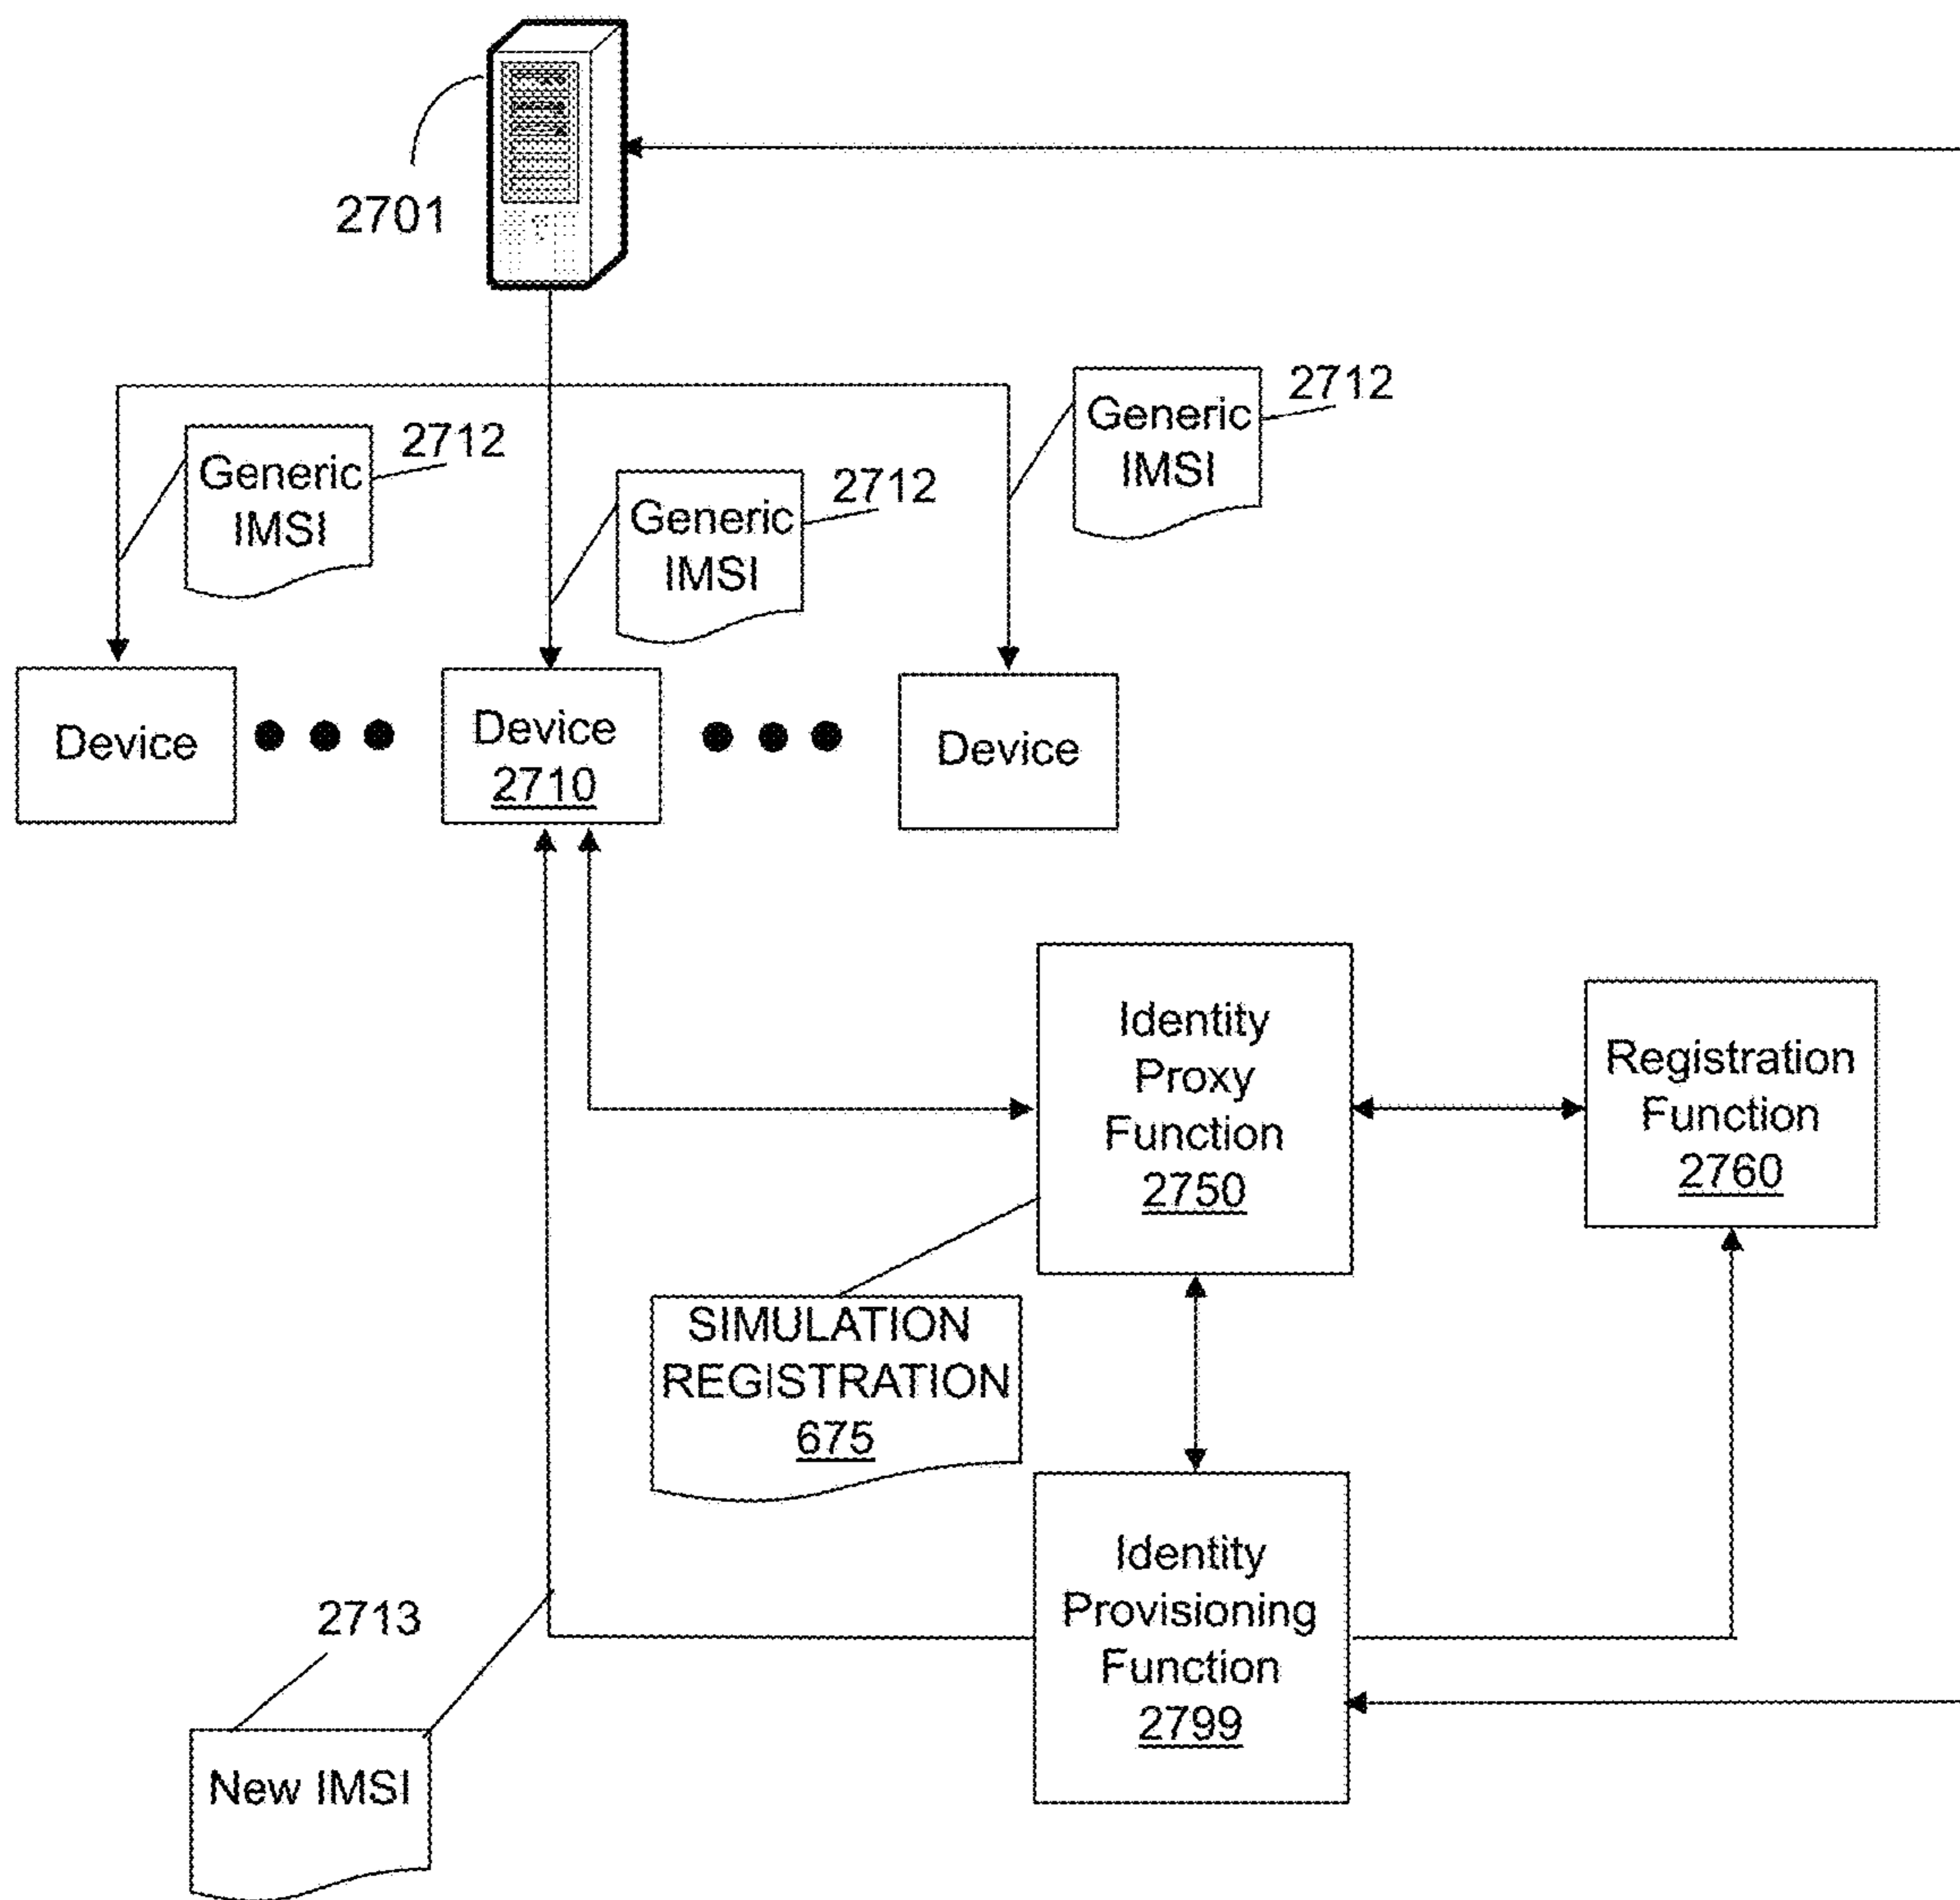 2701
2712
Generic
IMSI
2712
Generic
IMSI
2712
Generic
IMSI
Device
Device
2710
Device
Identity
Proxy
Function
2750
Registration
Function
2760
SIMULATION
REGISTRATION
675
Identity
Provisioning
Function
2799
2713
New IMSI